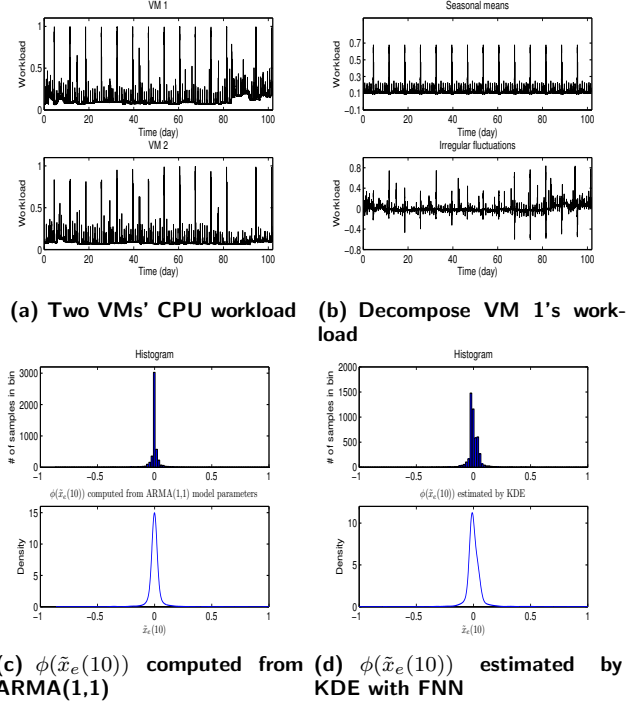 VM 1
Workload
1
0.5
0
0 20 40 60 80 100
Time (day)
VM 2
Workload
1
0.5
0
0 20 40 60 80 100
Time (day)
(a) Two VMs' CPU workload
Seasonal means
Workload
0.9
0.7
0.5
0.3
0.1
−0.1
0 20 40 60 80 100
Time (day)
Irregular fluctuations
Workload
0.8
0.4
0
−0.4
−0.8
0 20 40 60 80 100
Time (day)
(b) Decompose VM 1's work-
load
Histogram
# of samples in bin
3000
2000
1000
0
−1 −0.5 0 0.5 1
ϕ(x̃ₑ(10)) computed from ARMA(1,1) model parameters
Density
15
10
5
0
−1 −0.5 0 0.5 1
x̃ₑ(10)
(c) ϕ(x̃ₑ(10)) computed from
ARMA(1,1)
Histogram
# of samples in bin
2000
1500
1000
500
0
−1 −0.5 0 0.5 1
ϕ(x̃ₑ(10)) estimated by KDE
Density
10
5
0
−1 −0.5 0 0.5 1
x̃ₑ(10)
(d) ϕ(x̃ₑ(10)) estimated by
KDE with FNN